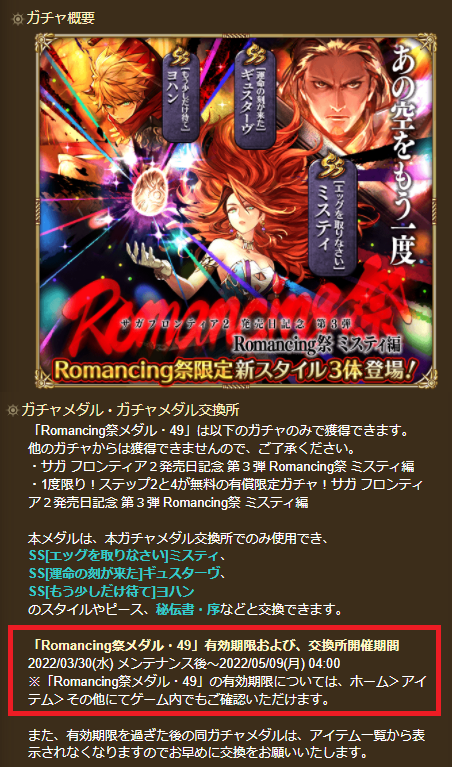 ガチャ概要
あの空をもう一度
SS
[運命の刻が来た]
ギュスターヴ
SS
[もう少しだけ待て]
ヨハン
SS
[エッグを取りなさい]
ミスティ
Romancing祭
サガフロンティア2 発売日記念 第3弾
Romancing祭 ミスティ編
Romancing祭限定新スタイル3体登場!
ガチャメダル・ガチャメダル交換所
「Romancing祭メダル・49」は以下のガチャのみで獲得できます。
他のガチャからは獲得できませんので、ご了承ください。
・サガ フロンティア２発売日記念 第３弾 Romancing祭 ミスティ編
・1度限り！ステップ2と4が無料の有償限定ガチャ！サガ フロンティ
ア２発売日記念 第３弾 Romancing祭 ミスティ編
本メダルは、本ガチャメダル交換所でのみ使用でき、
SS[エッグを取りなさい]ミスティ、
SS[運命の刻が来た]ギュスターヴ、
SS[もう少しだけ待て]ヨハン
のスタイルやピース、秘伝書・序などと交換できます。
「Romancing祭メダル・49」有効期限および、交換所開催期間
2022/03/30(水) メンテナンス後～2022/05/09(月) 04:00
※「Romancing祭メダル・49」の有効期限については、ホーム＞アイ
テム＞その他にてゲーム内でもご確認いただけます。
また、有効期限を過ぎた後の同ガチャメダルは、アイテム一覧から表
示されなくなりますのでお早めに交換をお願いいたします。